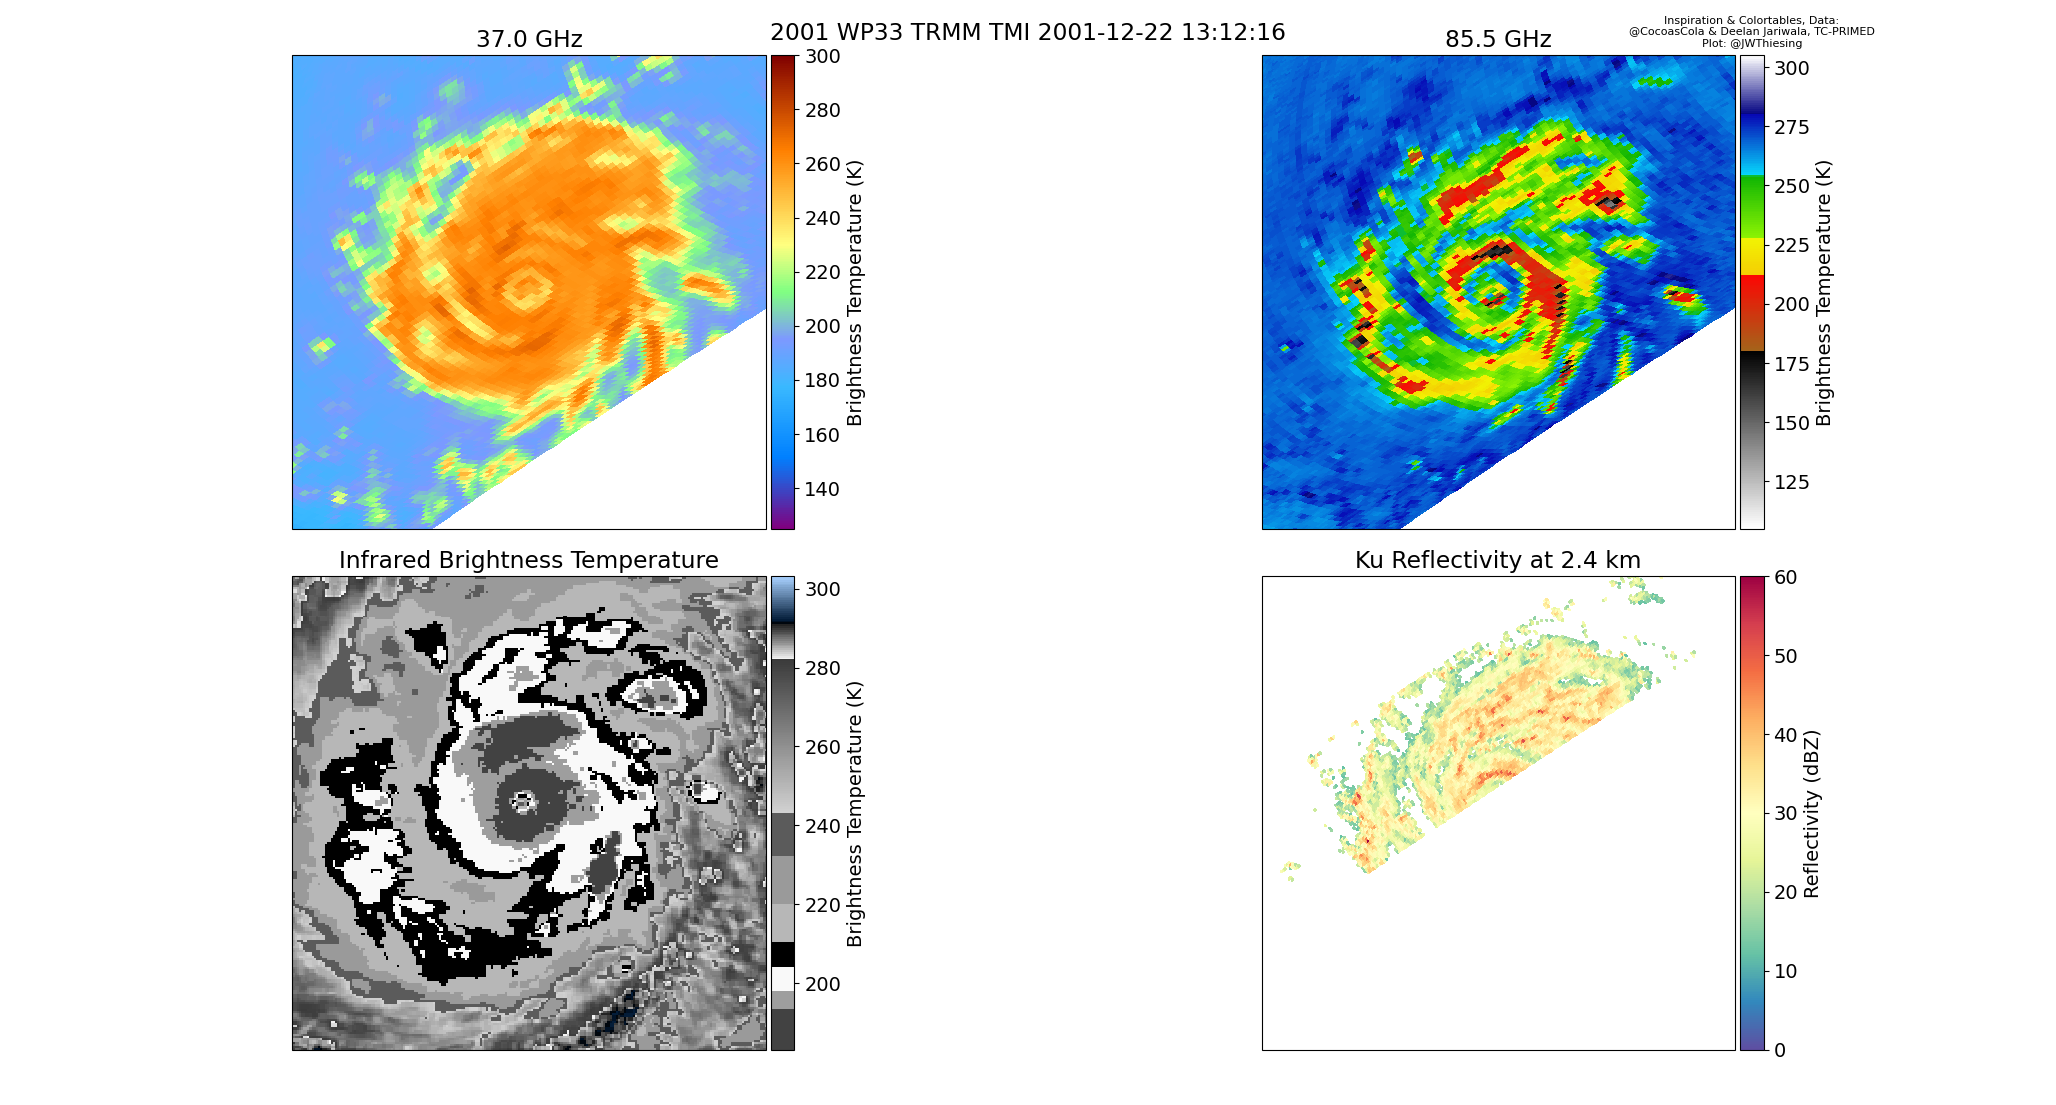 2001 WP33 TRMM TMI 2001-12-22 13:12:16
Inspiration & Colortables, Data:
@CocoasCola & Deelan Jariwala, TC-PRIMED
Plot: @JWThiesing
37.0 GHz
300
280
260
240
220
200
180
160
140
Brightness Temperature (K)
85.5 GHz
300
275
250
225
200
175
150
125
Brightness Temperature (K)
Infrared Brightness Temperature
300
280
260
240
220
200
Brightness Temperature (K)
Ku Reflectivity at 2.4 km
60
50
40
30
20
10
0
Reflectivity (dBZ)